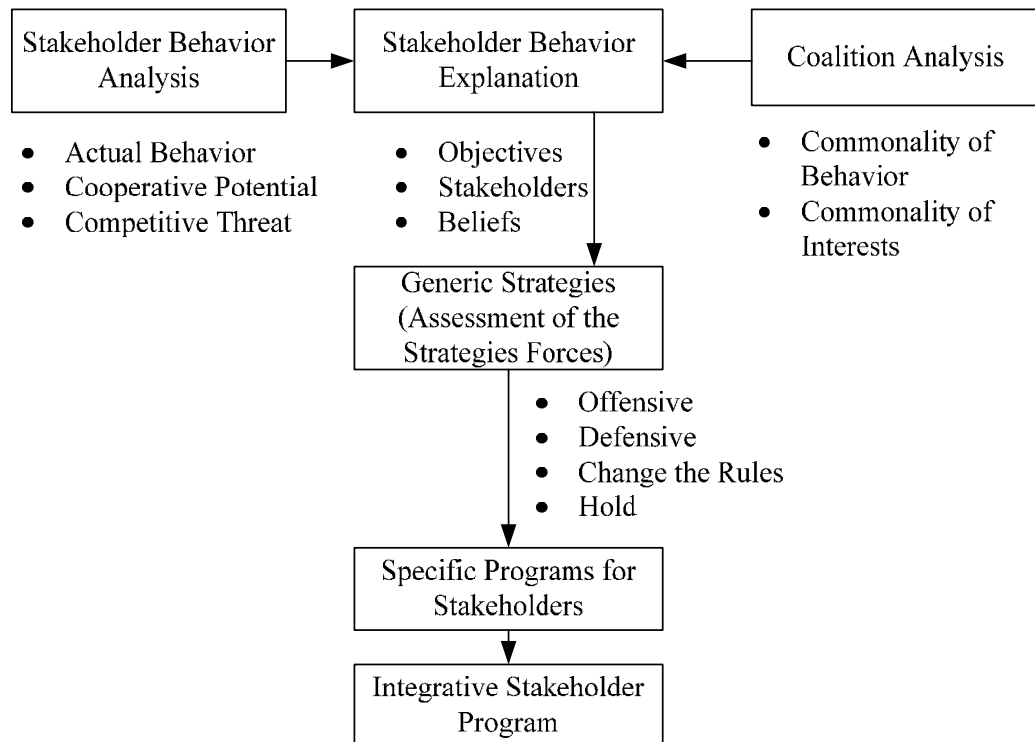 Stakeholder Behavior
Analysis
Stakeholder Behavior
Explanation
Coalition Analysis
• Actual Behavior
• Cooperative Potential
• Competitive Threat
• Objectives
• Stakeholders
• Beliefs
• Commonality of
Behavior
• Commonality of
Interests
Generic Strategies
(Assessment of the
Strategies Forces)
• Offensive
• Defensive
• Change the Rules
• Hold
Specific Programs for
Stakeholders
Integrative Stakeholder
Program